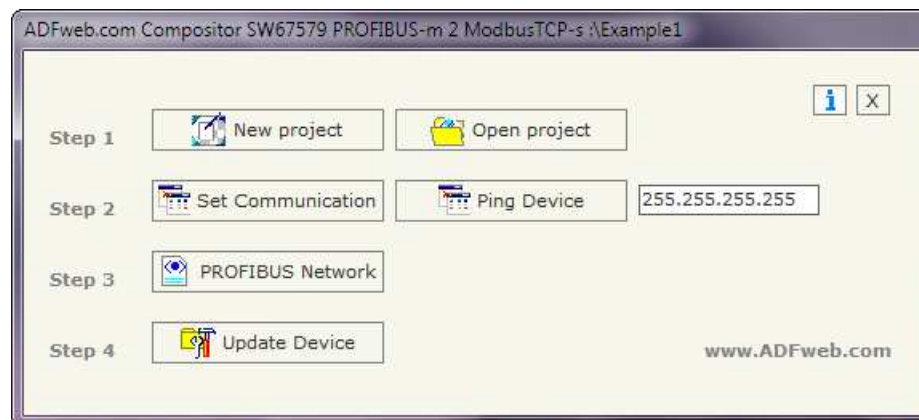 ADFweb.com Compositor SW67579 PROFIBUS-m 2 ModbusTCP-s :\Example1
i X
Step 1 New project Open project
Step 2 Set Communication Ping Device 255.255.255.255
Step 3 PROFIBUS Network
Step 4 Update Device
www.ADFweb.com